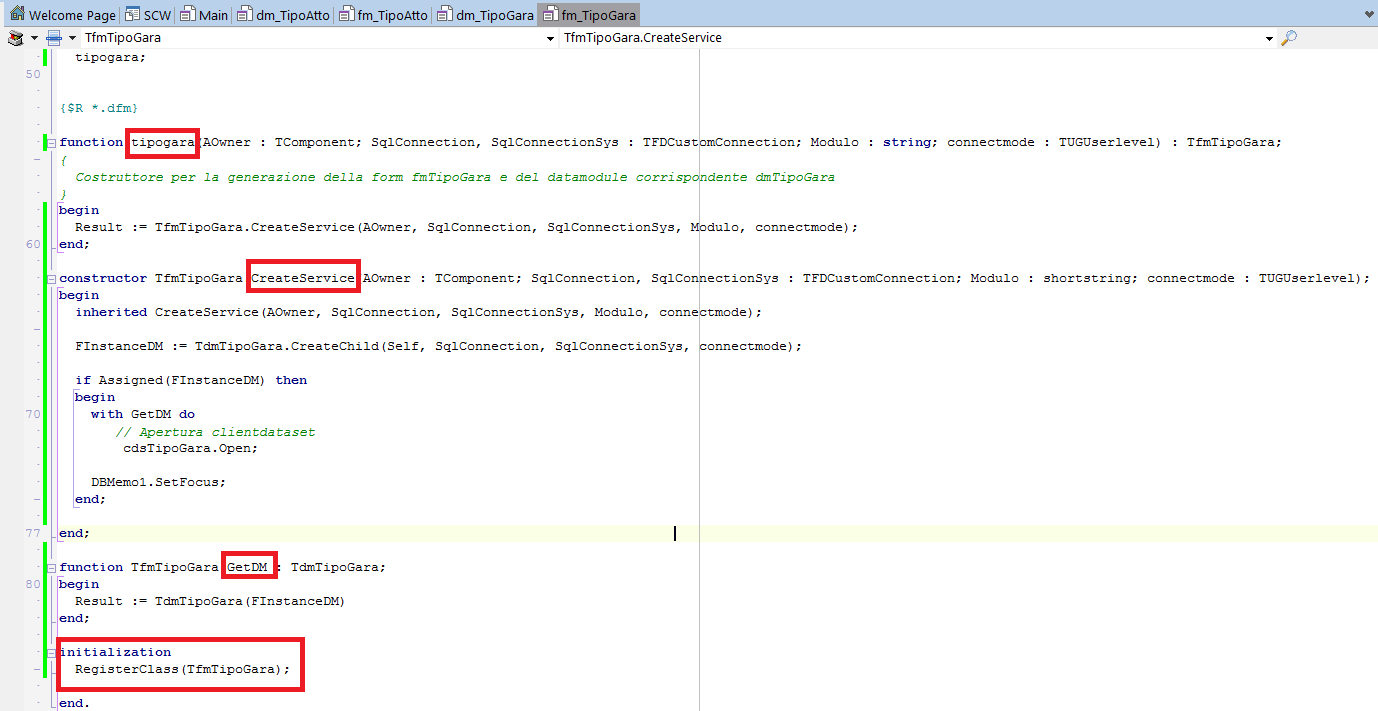 Welcome Page SCW Main dm_TipoAtto fm_TipoAtto dm_TipoGara fm_TipoGara
TfmTipoGara TfmTipoGara.CreateService
tipogara;
50
{$R *.dfm}
function tipogara(AOwner : TComponent; SqlConnection, SqlConnectionSys : TFDCustomConnection; Modulo : string; connectmode : TUGUserlevel) : TfmTipoGara;
{
Costruttore per la generazione della form fmTipoGara e del datamodule corrispondente dmTipoGara
}
begin
Result := TfmTipoGara.CreateService(AOwner, SqlConnection, SqlConnectionSys, Modulo, connectmode);
60 end;
constructor TfmTipoGara CreateService AOwner : TComponent; SqlConnection, SqlConnectionSys : TFDCustomConnection; Modulo : shortstring; connectmode : TUGUserlevel);
begin
inherited CreateService(AOwner, SqlConnection, SqlConnectionSys, Modulo, connectmode);
FInstanceDM := TdmTipoGara.CreateChild(Self, SqlConnection, SqlConnectionSys, connectmode);
if Assigned(FInstanceDM) then
begin
70 with GetDM do
// Apertura clientdataset
cdsTipoGara.Open;
DBMemo1.SetFocus;
end;
77 end;
function TfmTipoGara GetDM : TdmTipoGara;
80 begin
Result := TdmTipoGara(FInstanceDM)
end;
initialization
RegisterClass(TfmTipoGara);
end.